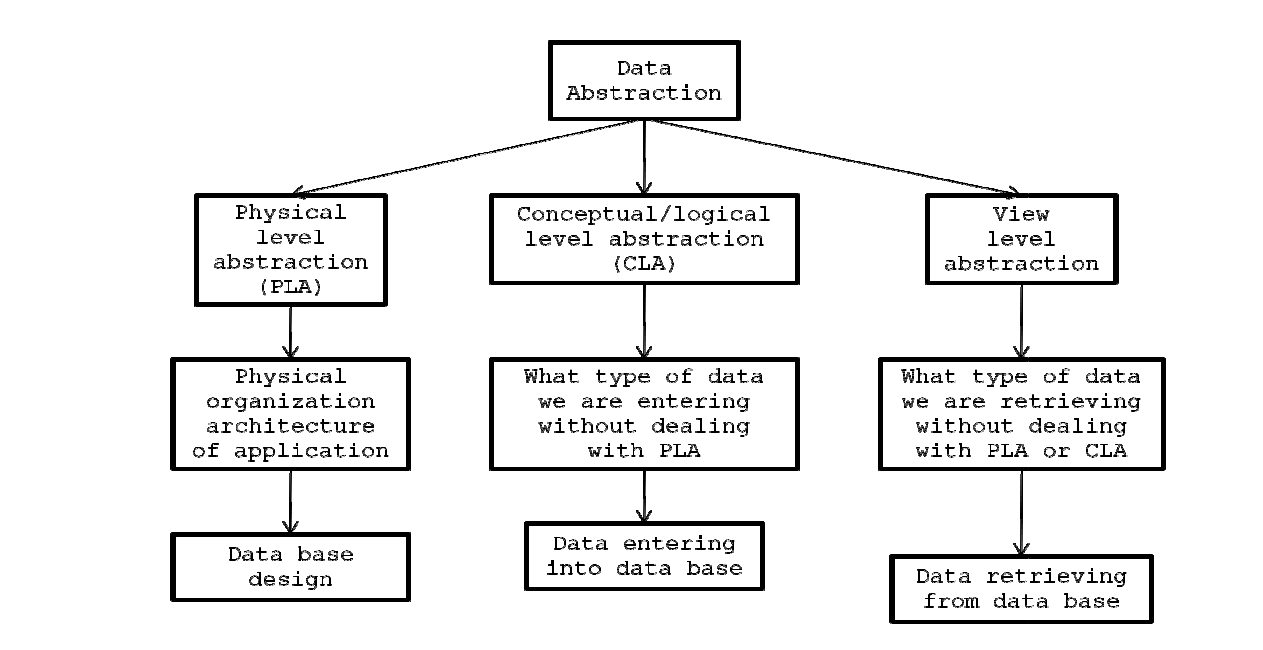 Data
Abstraction
Physical
level
abstraction
(PLA)
Conceptual/logical
level abstraction
(CLA)
View
level
abstraction
Physical
organization
architecture
of application
What type of data
we are entering
without dealing
with PLA
What type of data
we are retrieving
without dealing
with PLA or CLA
Data base
design
Data entering
into data base
Data retrieving
from data base